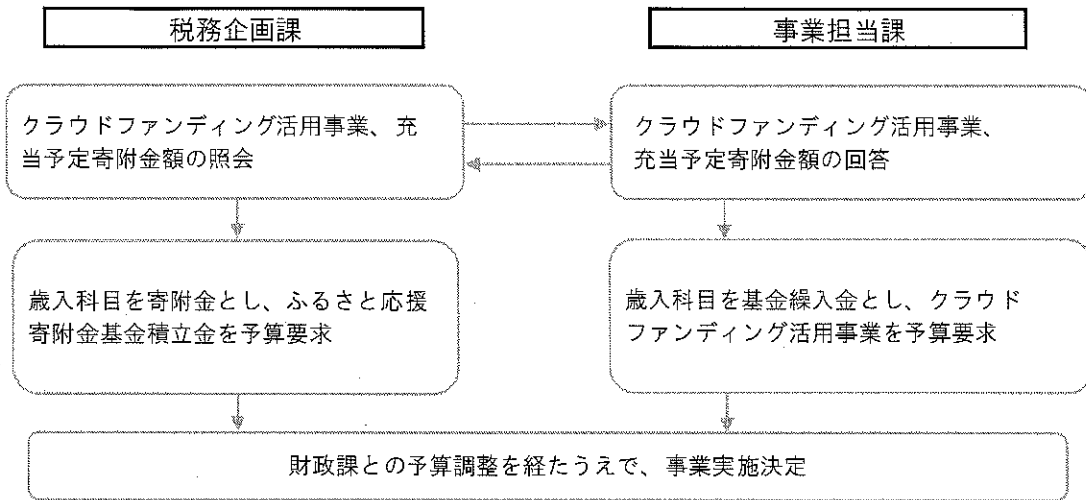 税務企画課
事業担当課
クラウドファンディング活用事業、充
当予定寄附金額の照会
クラウドファンディング活用事業、
充当予定寄附金額の回答
歳入科目を寄附金とし、ふるさと応援
寄附金基金積立金を予算要求
歳入科目を基金繰入金とし、クラウド
ファンディング活用事業を予算要求
財政課との予算調整を経たうえで、事業実施決定